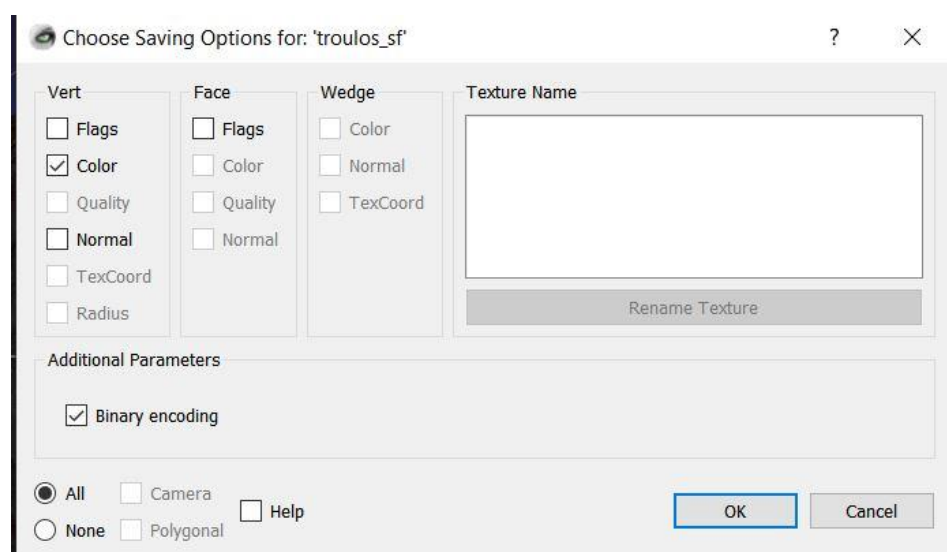 Choose Saving Options for: 'troulos_sf'
?
Vert
Flags
Color
Quality
Normal
TexCoord
Radius
Face
Flags
Color
Quality
Normal
Wedge
Color
Normal
TexCoord
Texture Name
Rename Texture
Additional Parameters
Binary encoding
All
Camera
None
Polygonal
Help
OK
Cancel